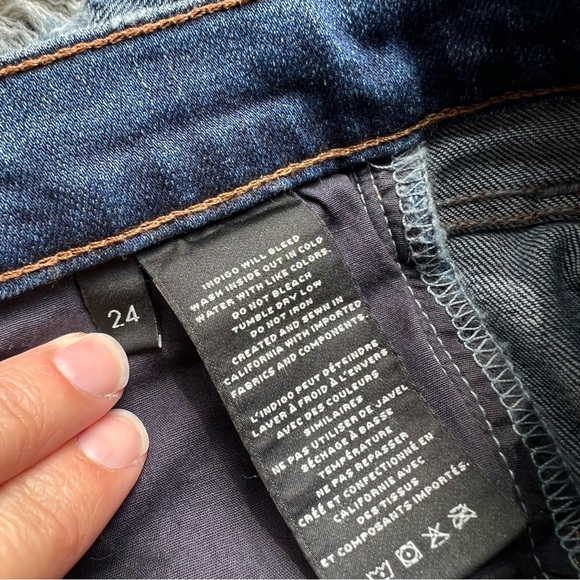 24
INDIGO WILL BLEED
WASH INSIDE OUT IN COLD
WATER WITH LIKE COLORS.
DO NOT BLEACH
TUMBLE DRY LOW
DO NOT IRON
CREATED AND SEWN IN
CALIFORNIA WITH IMPORTED
FABRICS AND COMPONENTS.
L'INDIGO PEUT DÉTEINDRE
LAVER À FROID À L'ENVERS
AVEC DES COULEURS
SIMILAIRES
NE PAS UTILISER DE JAVEL
SÉCHAGE À BASSE
TEMPÉRATURE
NE PAS REPASSER
CRÉÉ ET CONFECTIONNÉ EN
CALIFORNIE AVEC
DES TISSUS
ET COMPOSANTS IMPORTÉS.